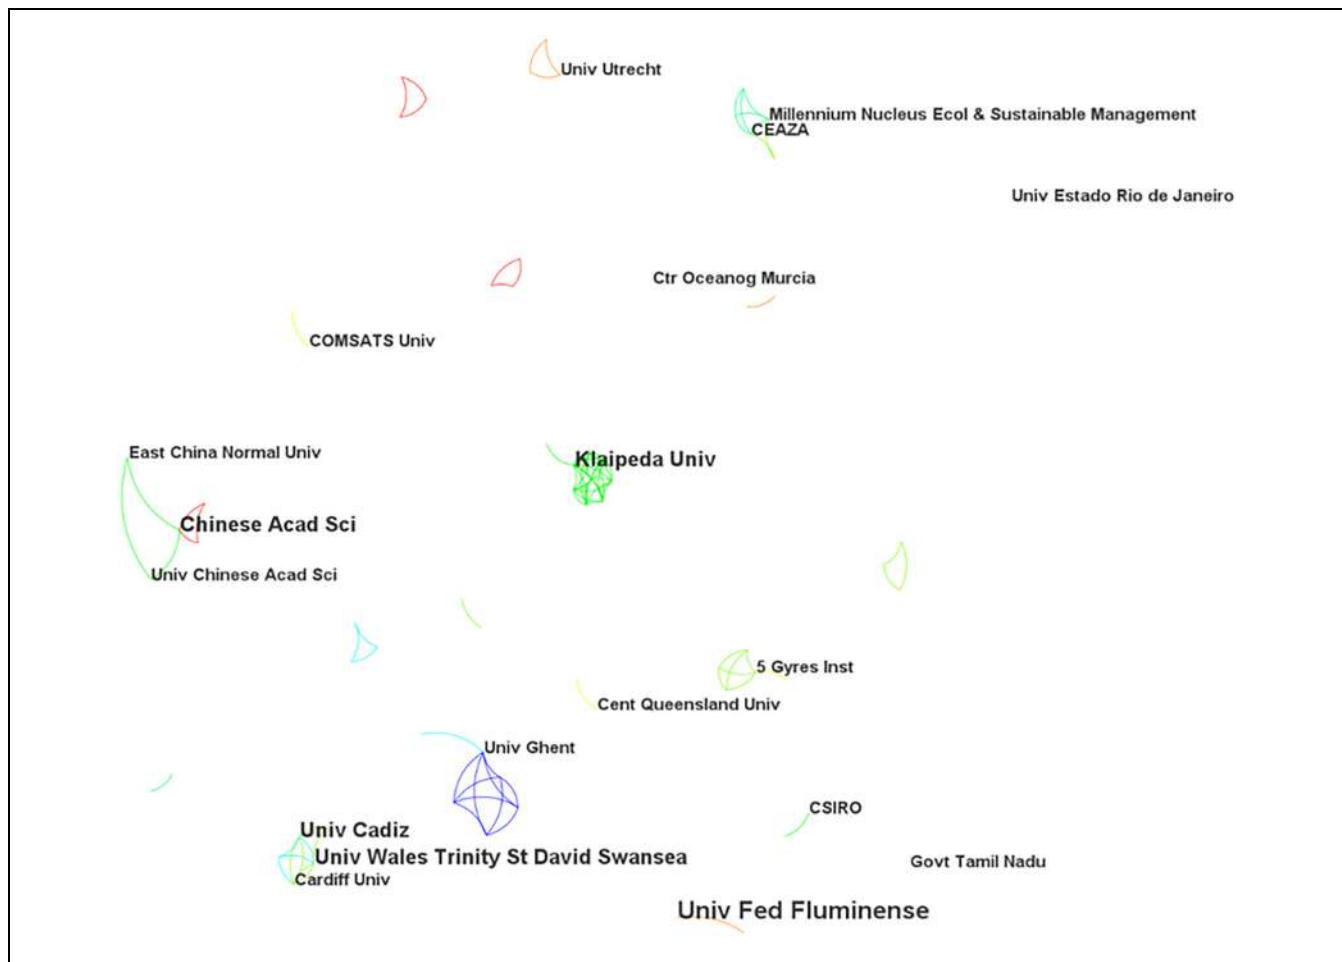 Univ Utrecht
Millennium Nucleus Ecol & Sustainable Management
CEAZA
Univ Estado Rio de Janeiro
Ctr Oceanog Murcia
COMSATS Univ
East China Normal Univ
Klaipeda Univ
Chinese Acad Sci
Univ Chinese Acad Sci
5 Gyres Inst
Cent Queensland Univ
Univ Ghent
CSIRO
Univ Cadiz
Univ Wales Trinity St David Swansea
Govt Tamil Nadu
Cardiff Univ
Univ Fed Fluminense